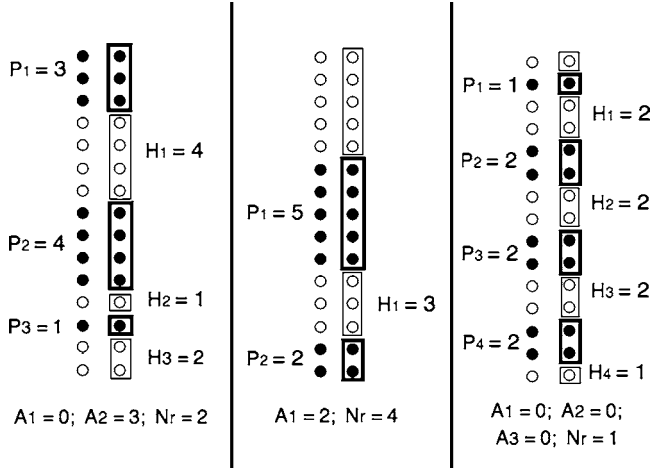 P1 = 3
H1 = 4
P2 = 4
H2 = 1
P3 = 1
H3 = 2
A1 = 0; A2 = 3; Nr = 2
P1 = 5
H1 = 3
P2 = 2
A1 = 2; Nr = 4
P1 = 1
H1 = 2
P2 = 2
H2 = 2
P3 = 2
H3 = 2
P4 = 2
H4 = 1
A1 = 0; A2 = 0;
A3 = 0; Nr = 1